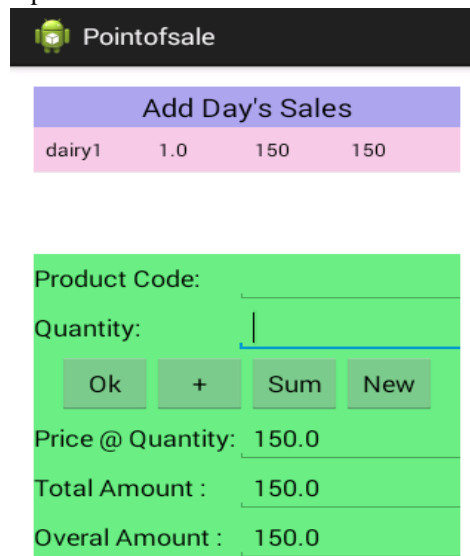 Pointofsale
Add Day's Sales
dairy1 1.0 150 150
Product Code:
Quantity:
Ok + Sum New
Price @ Quantity: 150.0
Total Amount : 150.0
Overal Amount : 150.0